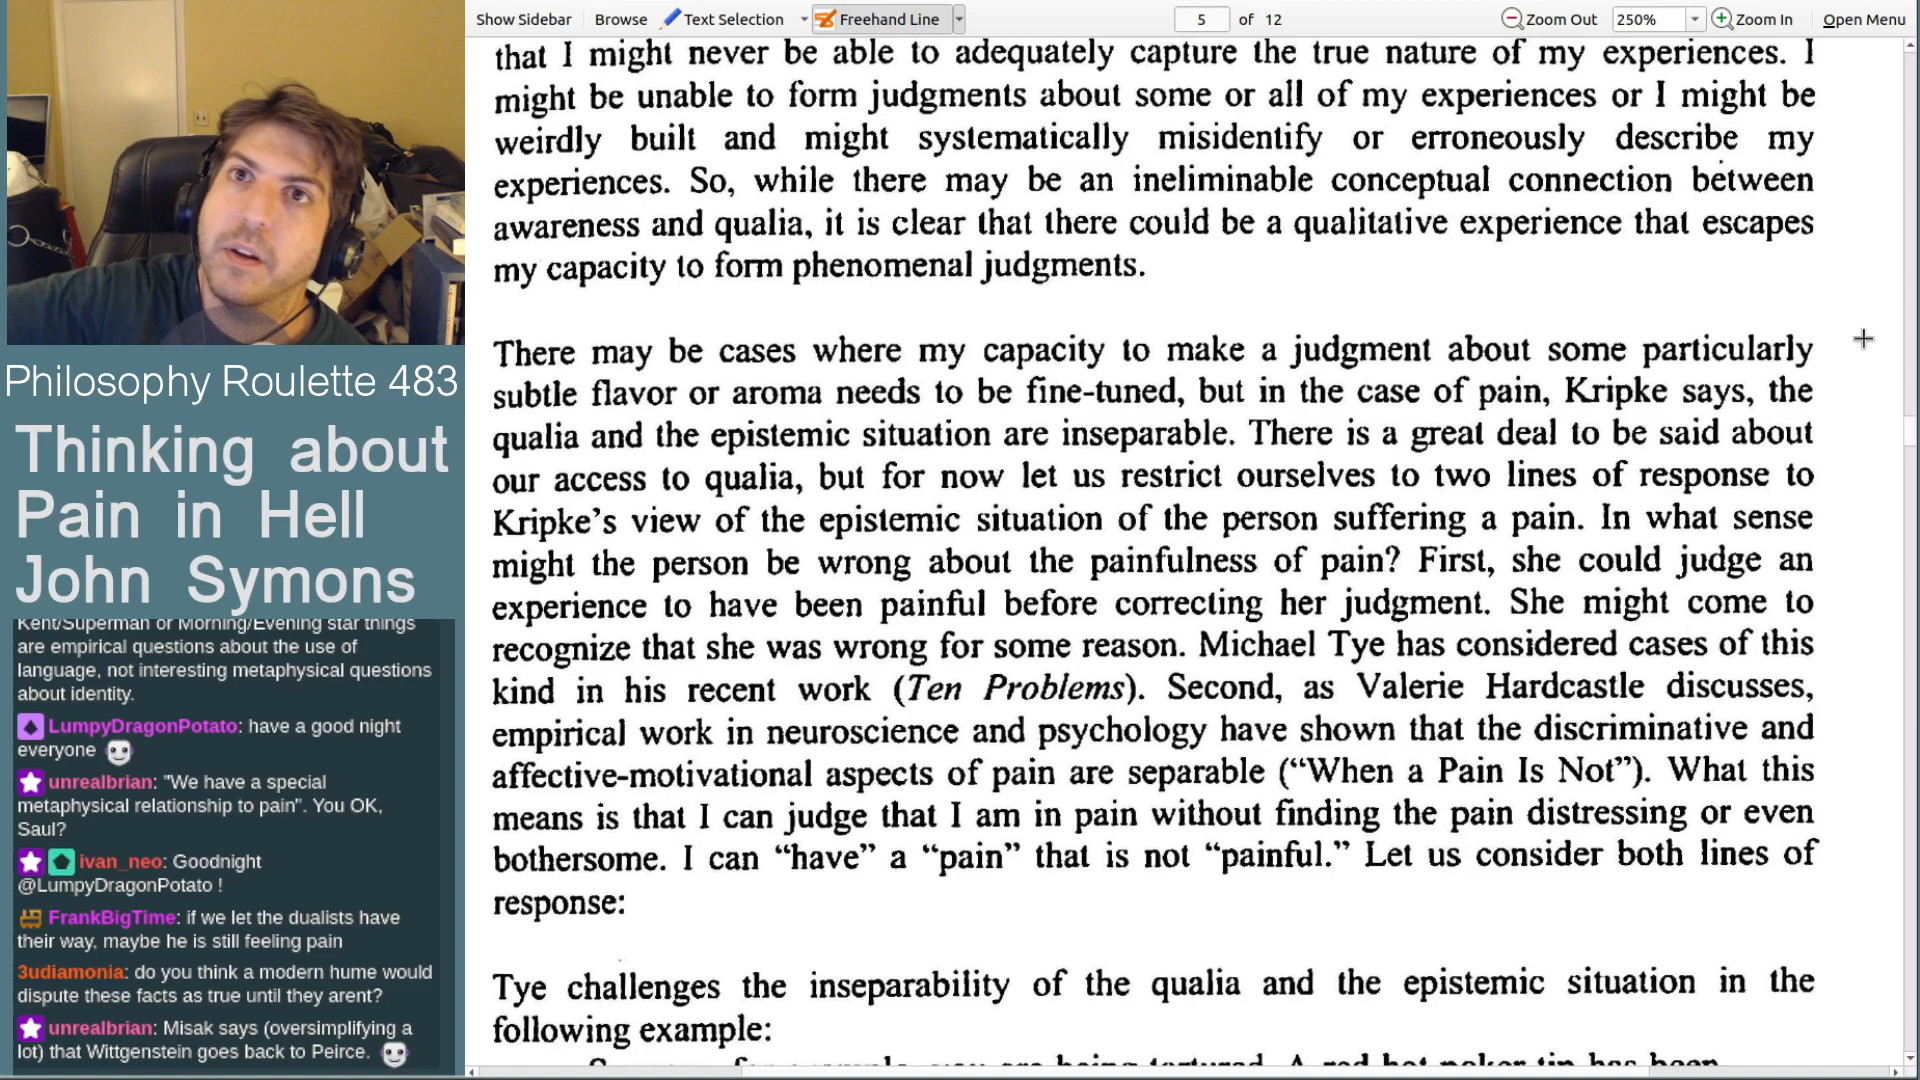 Show Sidebar Browse Text Selection Freehand Line 5 of 12 Zoom Out 250% Zoom In Open Menu
that I might never be able to adequately capture the true nature of my experiences. I
might be unable to form judgments about some or all of my experiences or I might be
weirdly built and might systematically misidentify or erroneously describe my
experiences. So, while there may be an ineliminable conceptual connection between
awareness and qualia, it is clear that there could be a qualitative experience that escapes
my capacity to form phenomenal judgments.
There may be cases where my capacity to make a judgment about some particularly
subtle flavor or aroma needs to be fine-tuned, but in the case of pain, Kripke says, the
qualia and the epistemic situation are inseparable. There is a great deal to be said about
our access to qualia, but for now let us restrict ourselves to two lines of response to
Kripke's view of the epistemic situation of the person suffering a pain. In what sense
might the person be wrong about the painfulness of pain? First, she could judge an
experience to have been painful before correcting her judgment. She might come to
recognize that she was wrong for some reason. Michael Tye has considered cases of this
kind in his recent work (Ten Problems). Second, as Valerie Hardcastle discusses,
empirical work in neuroscience and psychology have shown that the discriminative and
affective-motivational aspects of pain are separable (“When a Pain Is Not”). What this
means is that I can judge that I am in pain without finding the pain distressing or even
bothersome. I can “have” a “pain” that is not “painful.” Let us consider both lines of
response:
Tye challenges the inseparability of the qualia and the epistemic situation in the
following example:
you are being tortured. A red hot poker tip has been
Philosophy Roulette 483
Thinking about
Pain in Hell
John Symons
Kent/Superman or Morning/Evening star things
are empirical questions about the use of
language, not interesting metaphysical questions
about identity.
LumpyDragonPotato: have a good night
everyone
unrealbrian: "We have a special
metaphysical relationship to pain". You OK,
Saul?
ivan_neo: Goodnight
@LumpyDragonPotato !
FrankBigTime: if we let the dualists have
their way, maybe he is still feeling pain
3udiamonia: do you think a modern hume would
dispute these facts as true until they arent?
unrealbrian: Misak says (oversimplifying a
lot) that Wittgenstein goes back to Peirce.